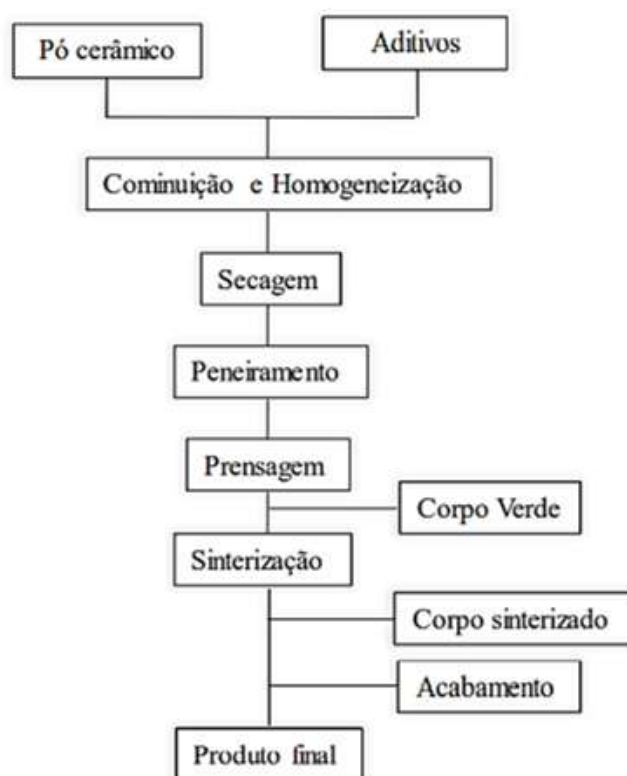 Pó cerâmico
Aditivos
Cominuição e Homogeneização
Secagem
Peneiramento
Prensagem
Corpo Verde
Sinterização
Corpo sinterizado
Acabamento
Produto final